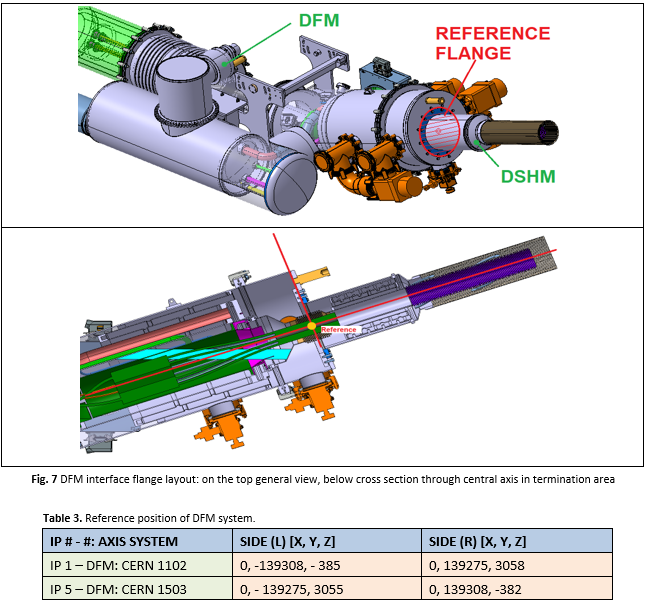 DFM
REFERENCE
FLANGE
DSHM
Reference
Fig. 7 DFM interface flange layout: on the top general view, below cross section through central axis in termination area
Table 3. Reference position of DFM system.
IP # - #: AXIS SYSTEM SIDE (L) [X, Y, Z] SIDE (R) [X, Y, Z]
IP 1 – DFM: CERN 1102 0, -139308, - 385 0, 139275, 3058
IP 5 – DFM: CERN 1503 0, - 139275, 3055 0, 139308, -382